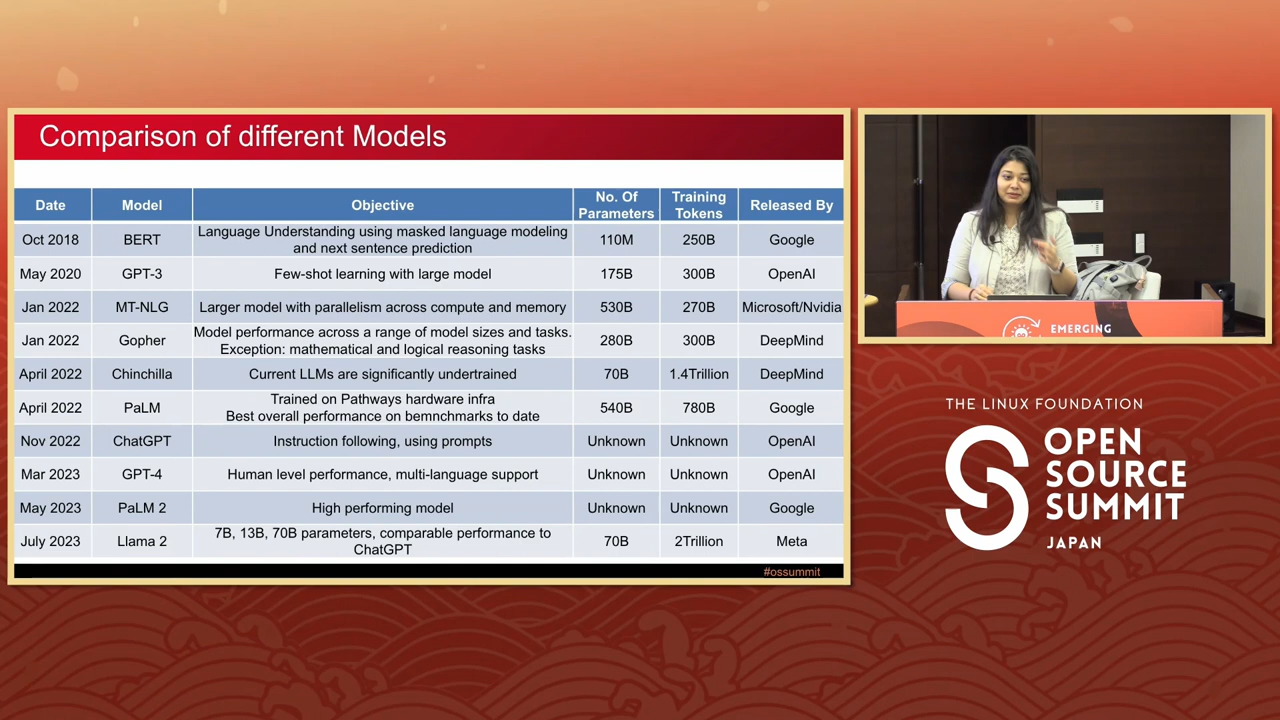 Comparison of different Models
Date Model Objective No. Of Parameters Training Tokens Released By
Oct 2018 BERT Language Understanding using masked language modeling and next sentence prediction 110M 250B Google
May 2020 GPT-3 Few-shot learning with large model 175B 300B OpenAI
Jan 2022 MT-NLG Larger model with parallelism across compute and memory 530B 270B Microsoft/Nvidia
Jan 2022 Gopher Model performance across a range of model sizes and tasks. Exception: mathematical and logical reasoning tasks 280B 300B DeepMind
April 2022 Chinchilla Current LLMs are significantly undertrained 70B 1.4Trillion DeepMind
April 2022 PaLM Trained on Pathways hardware infra Best overall performance on bemnchmarks to date 540B 780B Google
Nov 2022 ChatGPT Instruction following, using prompts Unknown Unknown OpenAI
Mar 2023 GPT-4 Human level performance, multi-language support Unknown Unknown OpenAI
May 2023 PaLM 2 High performing model Unknown Unknown Google
July 2023 Llama 2 7B, 13B, 70B parameters, comparable performance to ChatGPT 70B 2Trillion Meta
#ossummit
EMERGING
THE LINUX FOUNDATION
OPEN
SOURCE
SUMMIT
JAPAN